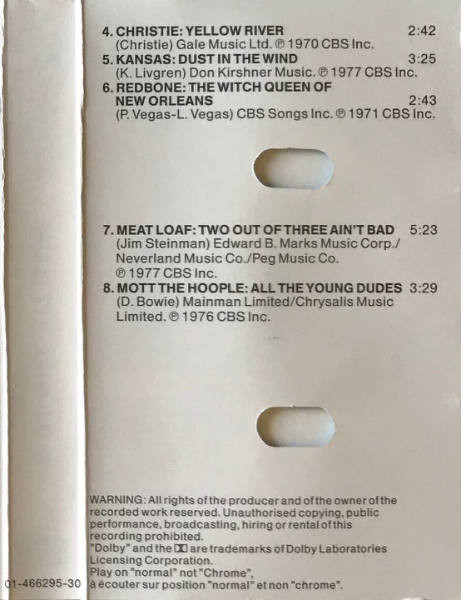 4. CHRISTIE: YELLOW RIVER 2:42
(Christie) Gale Music Ltd. ℗ 1970 CBS Inc.
5. KANSAS: DUST IN THE WIND 3:25
(K. Livgren) Don Kirshner Music. ℗ 1977 CBS Inc.
6. REDBONE: THE WITCH QUEEN OF
NEW ORLEANS 2:43
(P. Vegas-L. Vegas) CBS Songs Inc. ℗ 1971 CBS Inc.
7. MEAT LOAF: TWO OUT OF THREE AIN'T BAD 5:23
(Jim Steinman) Edward B. Marks Music Corp./
Neverland Music Co./Peg Music Co.
℗ 1977 CBS Inc.
8. MOTT THE HOOPLE: ALL THE YOUNG DUDES 3:29
(D. Bowie) Mainman Limited/Chrysalis Music
Limited. ℗ 1976 CBS Inc.
WARNING: All rights of the producer and of the owner of the
recorded work reserved. Unauthorised copying, public
performance, broadcasting, hiring or rental of this
recording prohibited.
"Dolby" and the are trademarks of Dolby Laboratories
Licensing Corporation.
Play on "normal" not "Chrome",
à écouter sur position "normal" et non "chrome".
01-466295-30